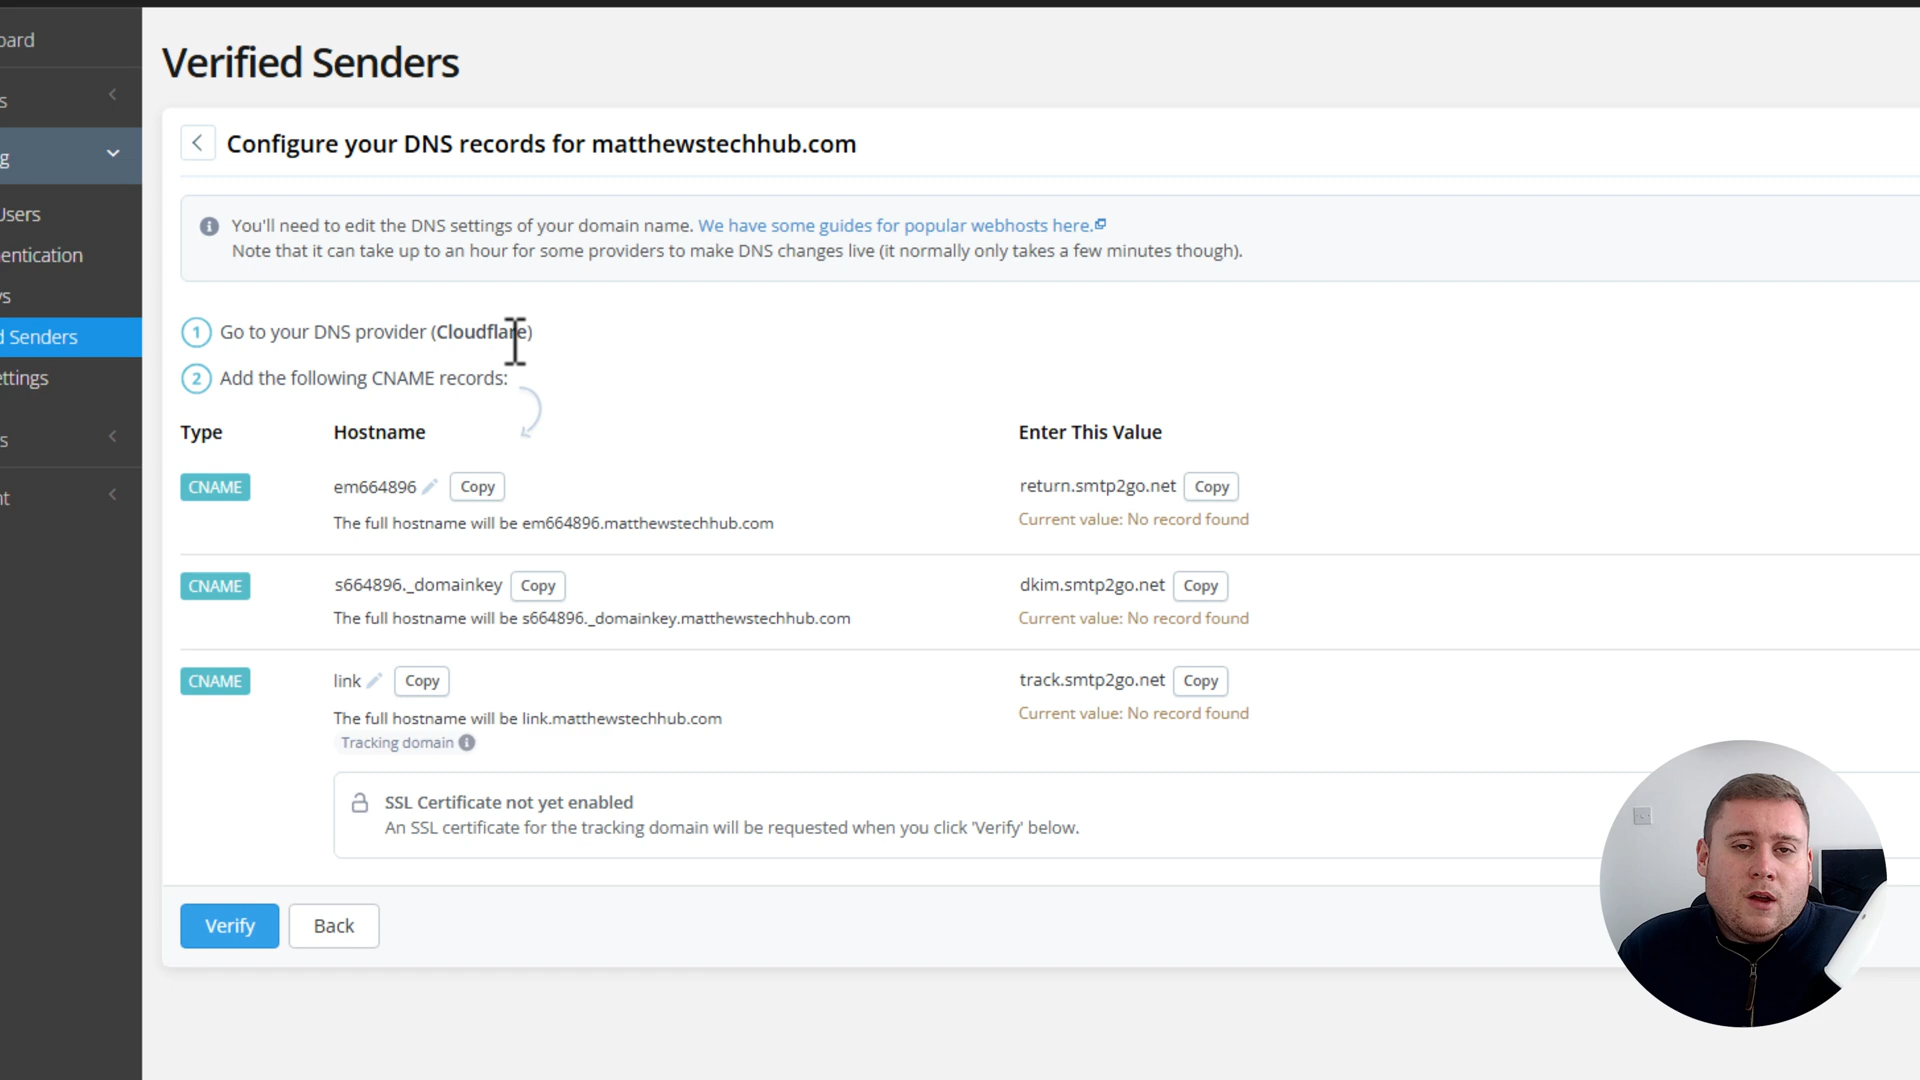 oard
s
g
Users
entication
ys
d Senders
ettings
s
nt
Verified Senders
Configure your DNS records for matthewstechhub.com
You'll need to edit the DNS settings of your domain name. We have some guides for popular webhosts here.
Note that it can take up to an hour for some providers to make DNS changes live (it normally only takes a few minutes though).
1 Go to your DNS provider (Cloudflare)
2 Add the following CNAME records:
Type Hostname Enter This Value
CNAME em664896 Copy return.smtp2go.net Copy
The full hostname will be em664896.matthewstechhub.com Current value: No record found
CNAME s664896._domainkey Copy dkim.smtp2go.net Copy
The full hostname will be s664896._domainkey.matthewstechhub.com Current value: No record found
CNAME link Copy track.smtp2go.net Copy
The full hostname will be link.matthewstechhub.com Current value: No record found
Tracking domain
SSL Certificate not yet enabled
An SSL certificate for the tracking domain will be requested when you click 'Verify' below.
Verify Back